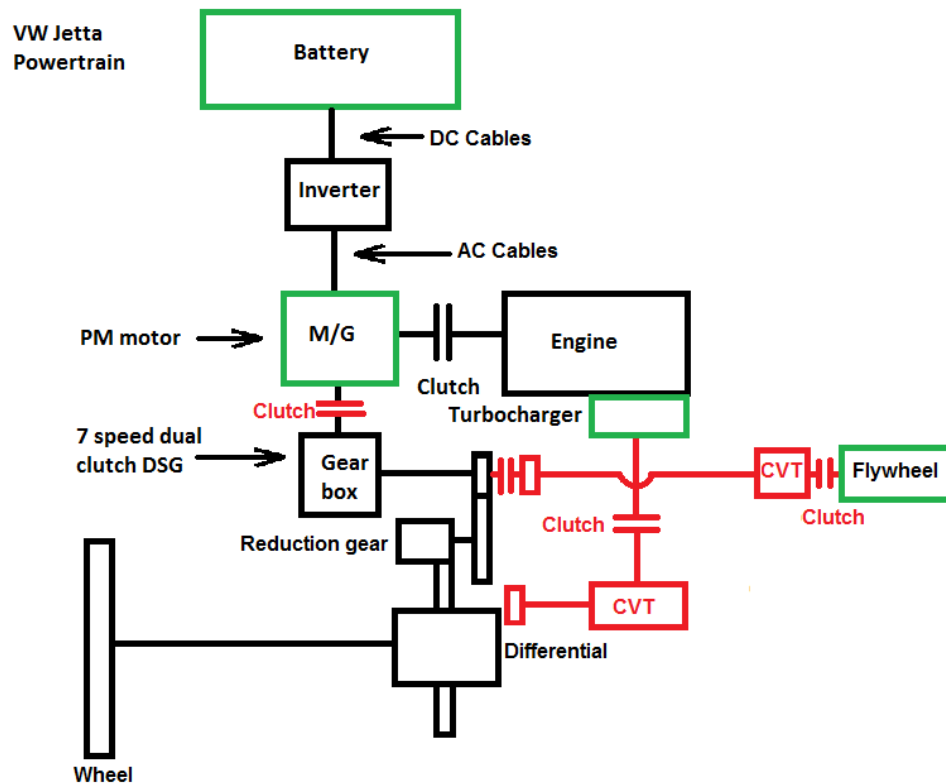 VW Jetta
Powertrain
Battery
DC Cables
Inverter
AC Cables
PM motor
M/G
Engine
Clutch
Turbocharger
Clutch
7 speed dual
clutch DSG
Gear
box
CVT
Flywheel
Clutch
Clutch
Reduction gear
CVT
Differential
Wheel